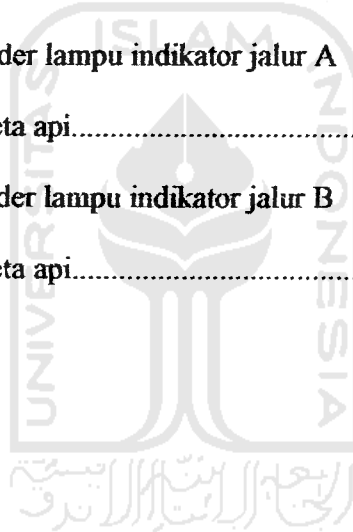 ISLAM
der lampu indikator jalur A
eta api
der lampu indikator jalur B
eta api
UNIVERSITAS
INDONESIA